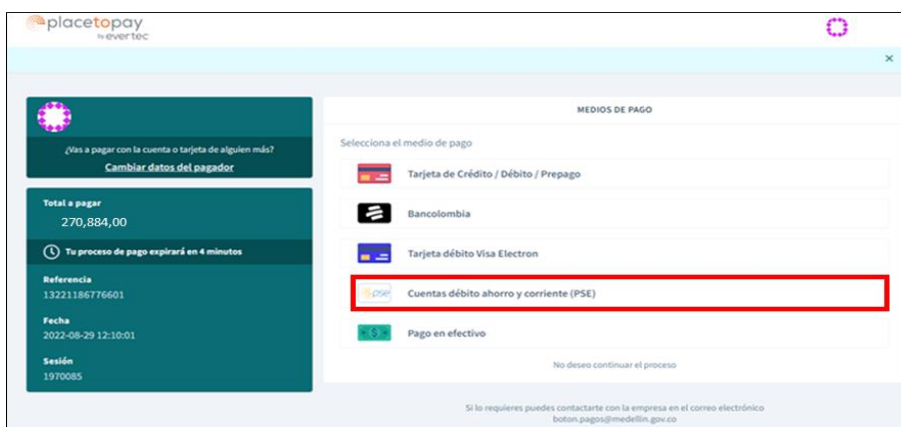 placetopay
by evertec
×
¿Vas a pagar con la cuenta o tarjeta de alguien más?
Cambiar datos del pagador
Total a pagar
270,884,00
Tu proceso de pago expirará en 4 minutos
Referencia
13221186776601
Fecha
2022-08-29 12:10:01
Sesión
1970085
MEDIOS DE PAGO
Selecciona el medio de pago
Tarjeta de Crédito / Débito / Prepago
Bancolombia
Tarjeta débito Visa Electron
pse
Cuentas débito ahorro y corriente (PSE)
Pago en efectivo
No deseo continuar el proceso
Si lo requieres puedes contactarte con la empresa en el correo electrónico
boton.pagos@medellin.gov.co